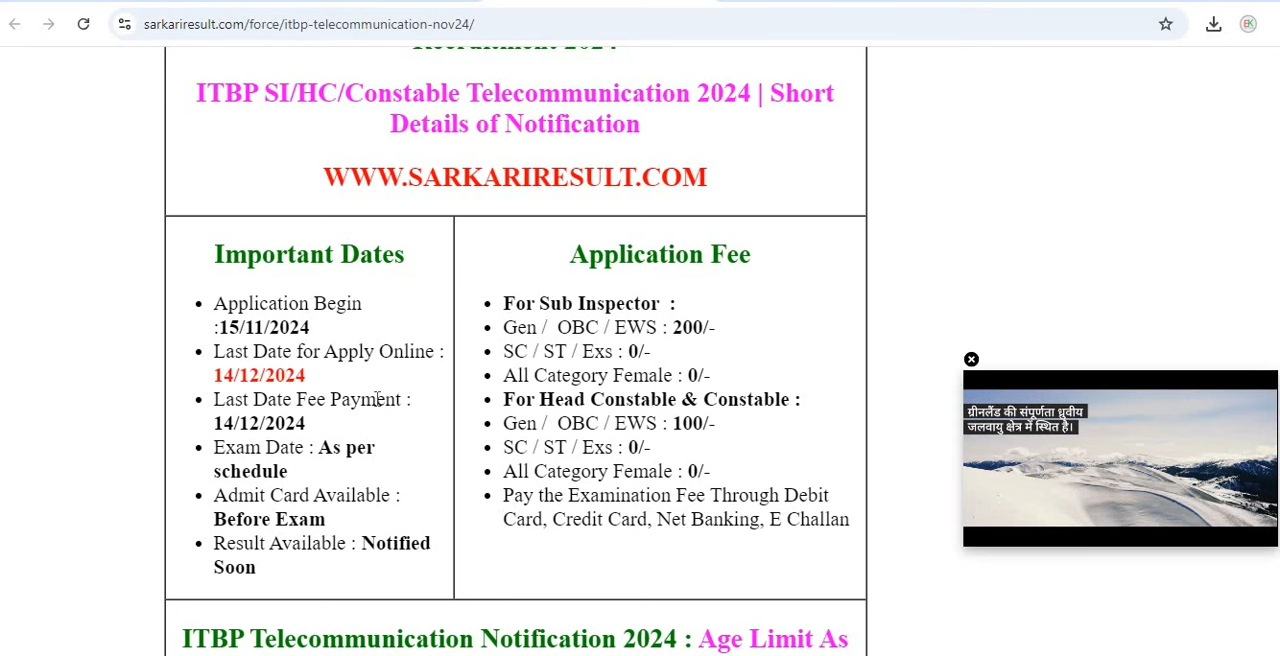 sarkariresult.com/force/itbp-telecommunication-nov24/
Recruitment 2024
ITBP SI/HC/Constable Telecommunication 2024 | Short
Details of Notification
WWW.SARKARIRESULT.COM
Important Dates
Application Begin
:15/11/2024
Last Date for Apply Online :
14/12/2024
Last Date Fee Payment :
14/12/2024
Exam Date : As per
schedule
Admit Card Available :
Before Exam
Result Available : Notified
Soon
Application Fee
For Sub Inspector :
Gen / OBC / EWS : 200/-
SC / ST / Exs : 0/-
All Category Female : 0/-
For Head Constable & Constable :
Gen / OBC / EWS : 100/-
SC / ST / Exs : 0/-
All Category Female : 0/-
Pay the Examination Fee Through Debit
Card, Credit Card, Net Banking, E Challan
ग्रीनलैंड की संपूर्णता ध्रुवीय
जलवायु क्षेत्र में स्थित है।
ITBP Telecommunication Notification 2024 : Age Limit As